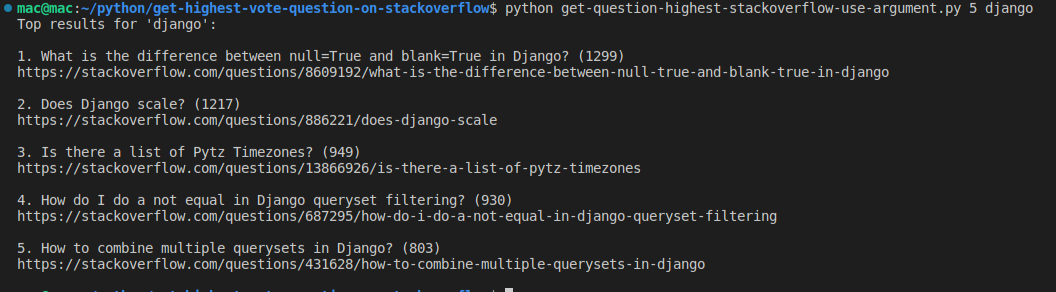 mac@mac:~/python/get-highest-vote-question-on-stackoverflow$ python get-question-highest-stackoverflow-use-argument.py 5 django
Top results for 'django':
1. What is the difference between null=True and blank=True in Django? (1299)
https://stackoverflow.com/questions/8609192/what-is-the-difference-between-null-true-and-blank-true-in-django
2. Does Django scale? (1217)
https://stackoverflow.com/questions/886221/does-django-scale
3. Is there a list of Pytz Timezones? (949)
https://stackoverflow.com/questions/13866926/is-there-a-list-of-pytz-timezones
4. How do I do a not equal in Django queryset filtering? (930)
https://stackoverflow.com/questions/687295/how-do-i-do-a-not-equal-in-django-queryset-filtering
5. How to combine multiple querysets in Django? (803)
https://stackoverflow.com/questions/431628/how-to-combine-multiple-querysets-in-django